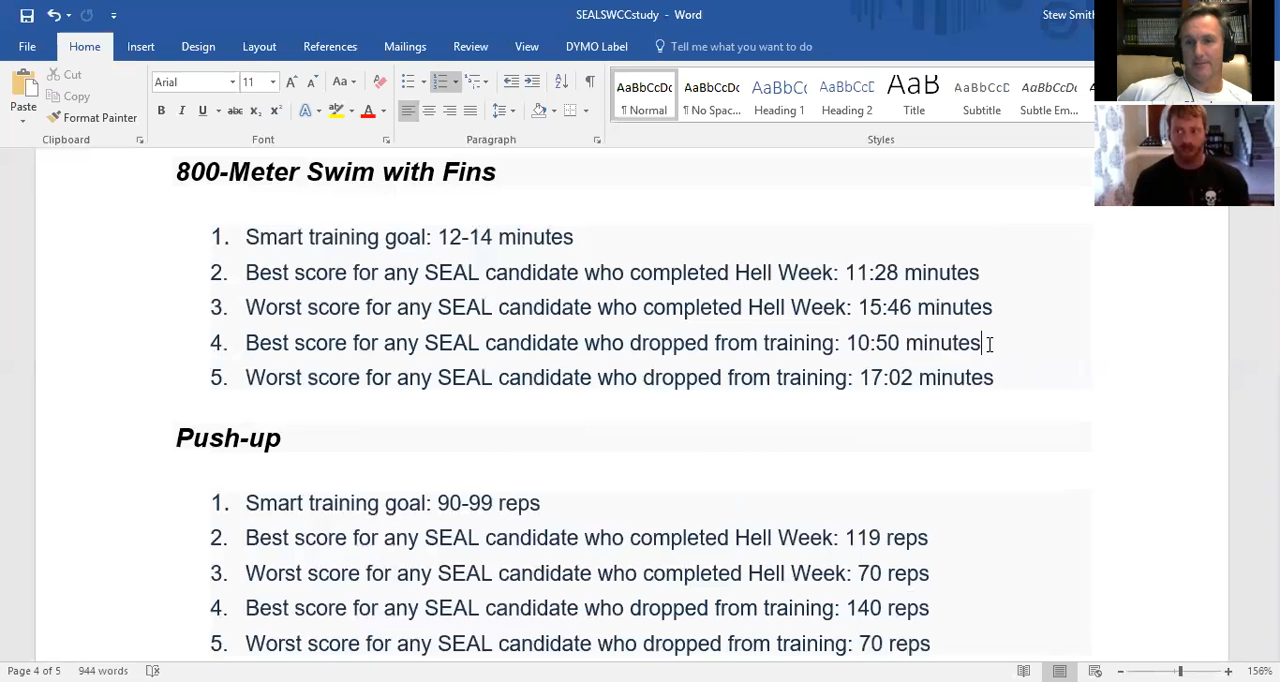 SEALSWCCstudy - Word
Stew Smith
File Home Insert Design Layout References Mailings Review View DYMO Label Tell me what you want to do
Paste
Cut
Copy
Format Painter
Arial 11
Clipboard Font Paragraph Styles
AaBbCcDc AaBbCcDc AaBbCc AaBbCcD AaB AaBbCcD AaBbCcDc
¶ Normal ¶ No Spac... Heading 1 Heading 2 Title Subtitle Subtle Em...
800-Meter Swim with Fins
1. Smart training goal: 12-14 minutes
2. Best score for any SEAL candidate who completed Hell Week: 11:28 minutes
3. Worst score for any SEAL candidate who completed Hell Week: 15:46 minutes
4. Best score for any SEAL candidate who dropped from training: 10:50 minutes
5. Worst score for any SEAL candidate who dropped from training: 17:02 minutes
Push-up
1. Smart training goal: 90-99 reps
2. Best score for any SEAL candidate who completed Hell Week: 119 reps
3. Worst score for any SEAL candidate who completed Hell Week: 70 reps
4. Best score for any SEAL candidate who dropped from training: 140 reps
5. Worst score for any SEAL candidate who dropped from training: 70 reps
Page 4 of 5 944 words
156%